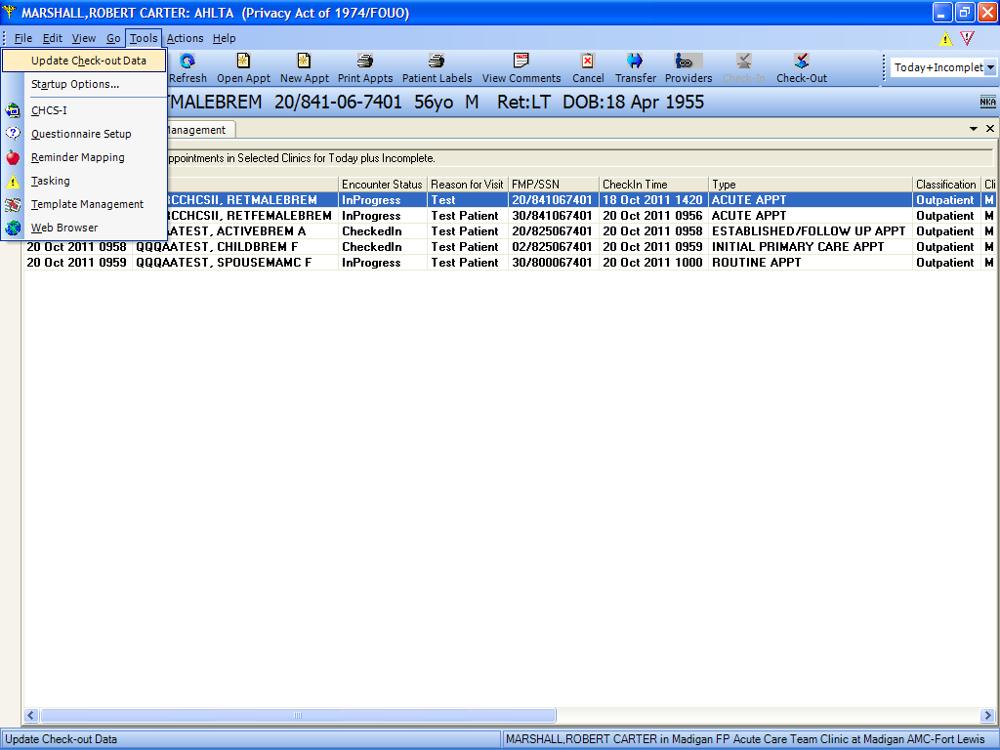 MARSHALL,ROBERT CARTER: AHLTA (Privacy Act of 1974/FOUO)
File Edit View Go Tools Actions Help
Refresh Open Appt New Appt Print Appts Patient Labels View Comments Cancel Transfer Providers Check-In Check-Out Today+Incomplet
Update Check-out Data
Startup Options...
CHCS-I
Questionnaire Setup
Reminder Mapping
Tasking
Template Management
Web Browser
TMALEBREM 20/841-06-7401 56yo M Ret:LT DOB:18 Apr 1955 NKA
Management
ppointments in Selected Clinics for Today plus Incomplete.
Encounter Status Reason for Visit FMP/SSN CheckIn Time Type Classification Cli
RCCHCSII, RETMALEBREM InProgress Test 20/841067401 18 Oct 2011 1420 ACUTE APPT Outpatient M
RCCHCSII, RETFEMALEBREM InProgress Test Patient 30/841067401 20 Oct 2011 0956 ACUTE APPT Outpatient M
AATEST, ACTIVEBREM A CheckedIn Test Patient 20/825067401 20 Oct 2011 0958 ESTABLISHED/FOLLOW UP APPT Outpatient M
20 Oct 2011 0958 QQQAATEST, CHILDBREM F CheckedIn Test Patient 02/825067401 20 Oct 2011 0959 INITIAL PRIMARY CARE APPT Outpatient M
20 Oct 2011 0959 QQQAATEST, SPOUSEMAMC F InProgress Test Patient 30/800067401 20 Oct 2011 1000 ROUTINE APPT Outpatient M
Update Check-out Data MARSHALL,ROBERT CARTER in Madigan FP Acute Care Team Clinic at Madigan AMC-Fort Lewis